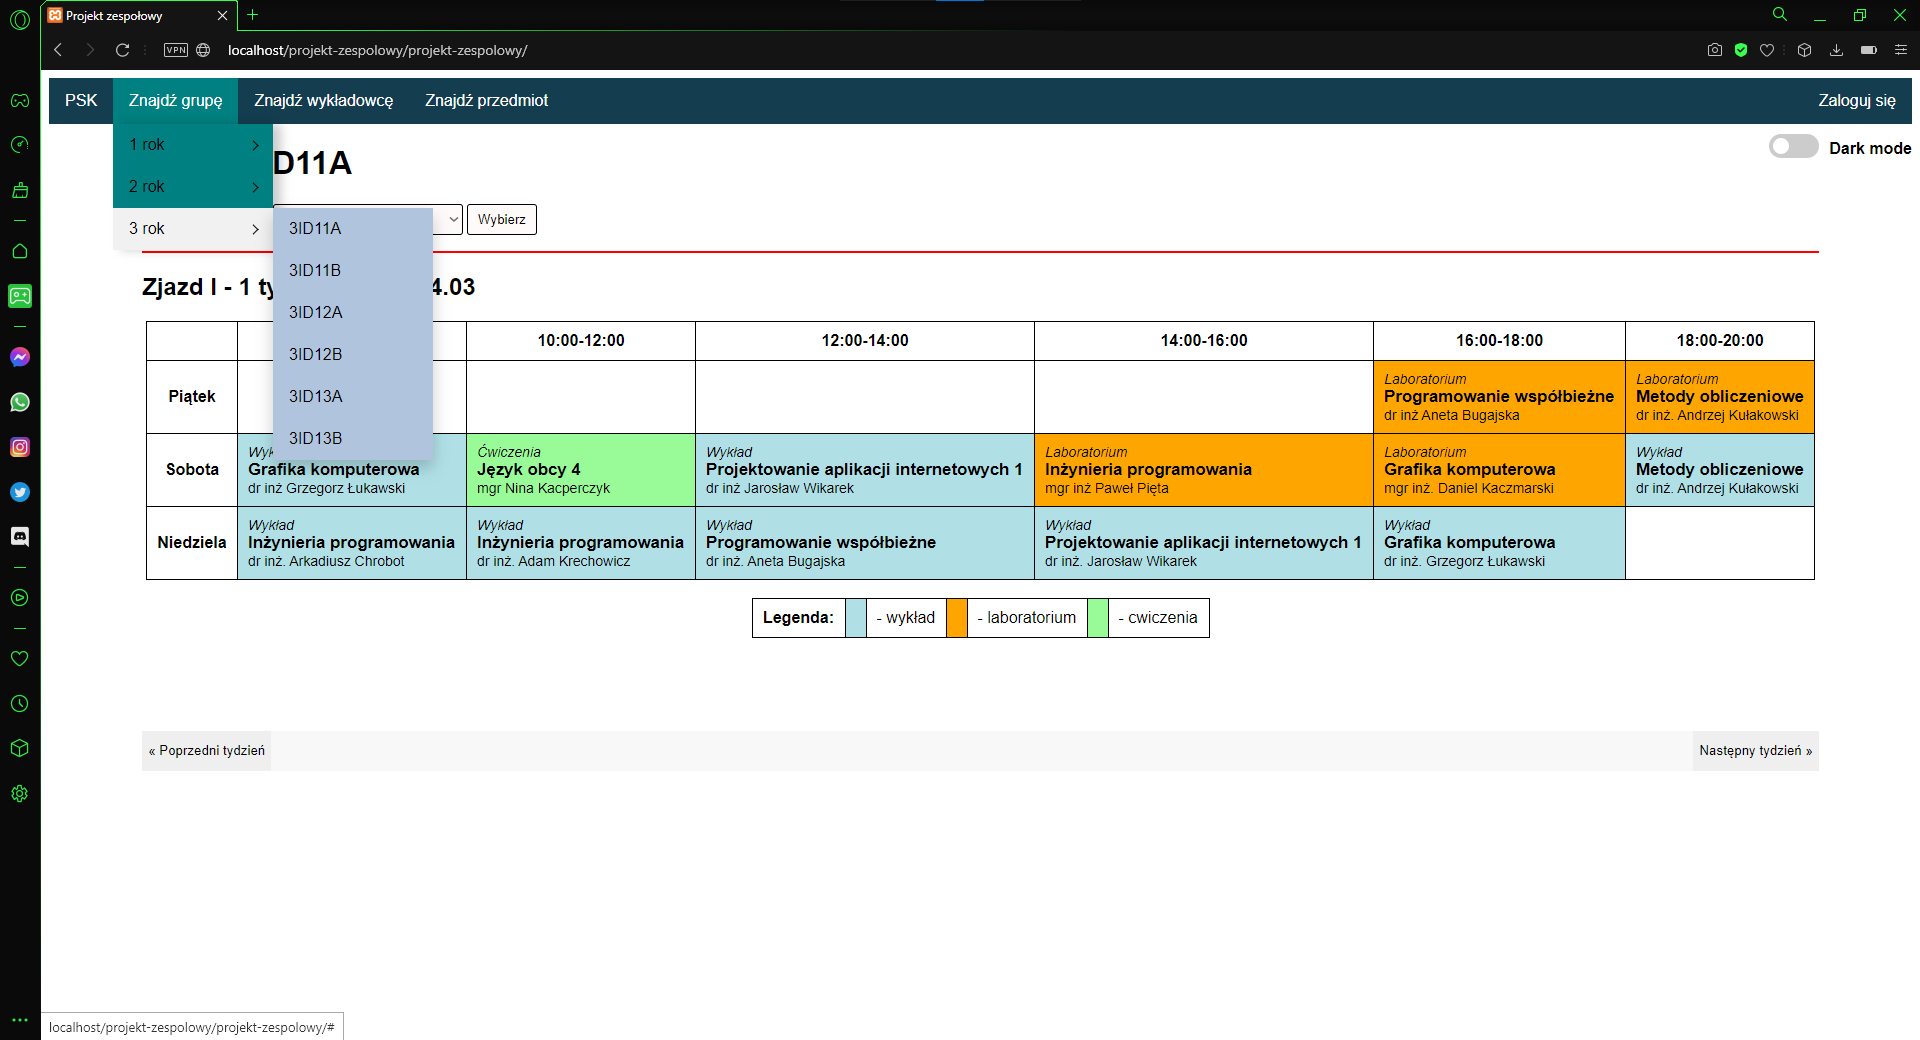 Projekt zespołowy
VPN
localhost/projekt-zespolowy/projekt-zespolowy/
PSK
Znajdź grupę
Znajdź wykładowcę
Znajdź przedmiot
Zaloguj się
1 rok
2 rok
3 rok
3ID11A
3ID11B
3ID12A
3ID12B
3ID13A
3ID13B
Dark mode
D11A
Wybierz
Zjazd I - 1 ty
4.03
10:00-12:00
12:00-14:00
14:00-16:00
16:00-18:00
18:00-20:00
Piątek
Laboratorium
Programowanie współbieżne
dr inż Aneta Bugajska
Laboratorium
Metody obliczeniowe
dr inż. Andrzej Kułakowski
Sobota
Wyk
Grafika komputerowa
dr inż Grzegorz Łukawski
Ćwiczenia
Język obcy 4
mgr Nina Kacperczyk
Wykład
Projektowanie aplikacji internetowych 1
dr inż Jarosław Wikarek
Laboratorium
Inżynieria programowania
mgr inż Paweł Pięta
Laboratorium
Grafika komputerowa
mgr inż. Daniel Kaczmarski
Wykład
Metody obliczeniowe
dr inż. Andrzej Kułakowski
Niedziela
Wykład
Inżynieria programowania
dr inż. Arkadiusz Chrobot
Wykład
Inżynieria programowania
dr inż. Adam Krechowicz
Wykład
Programowanie współbieżne
dr inż. Aneta Bugajska
Wykład
Projektowanie aplikacji internetowych 1
dr inż. Jarosław Wikarek
Wykład
Grafika komputerowa
dr inż. Grzegorz Łukawski
Legenda:
- wykład
- laboratorium
- cwiczenia
« Poprzedni tydzień
Następny tydzień »
localhost/projekt-zespolowy/projekt-zespolowy/#